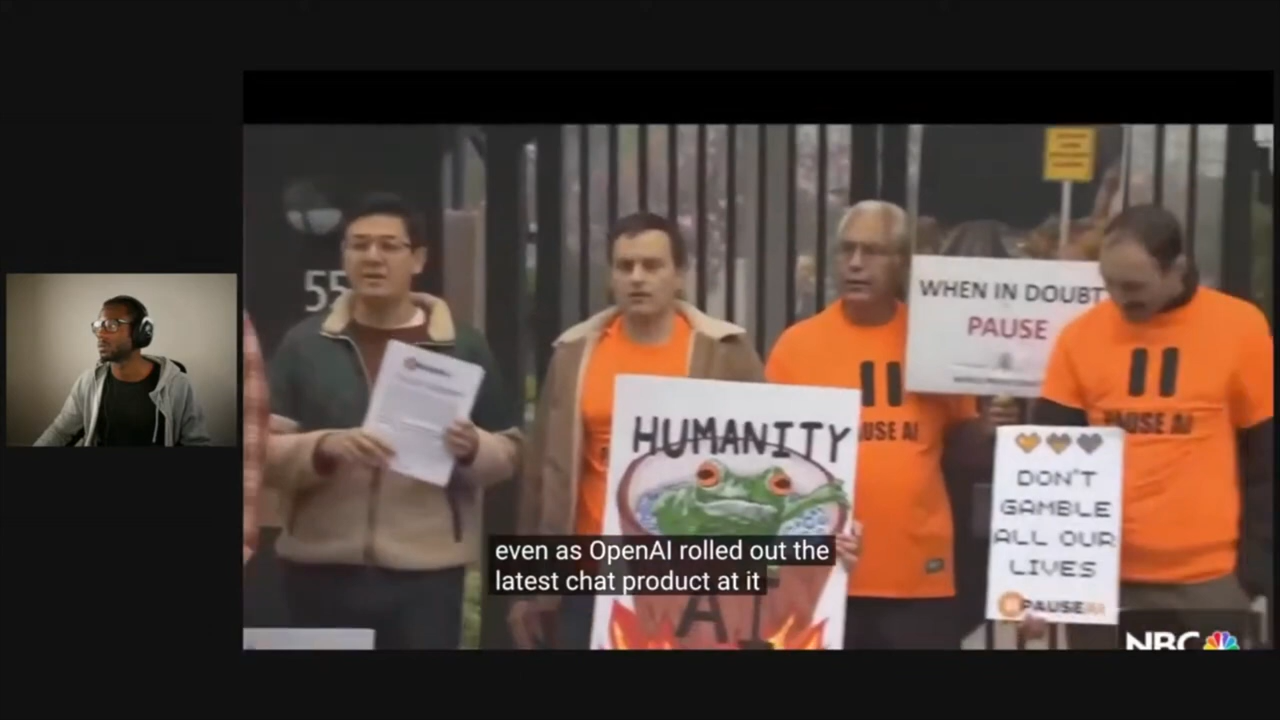 55
HUMANITY
AI
USE AI
WHEN IN DOUBT
PAUSE
PAUSE AI
DON'T
GAMBLE
ALL OUR
LIVES
PAUSEAI
even as OpenAI rolled out the
latest chat product at it
NBC